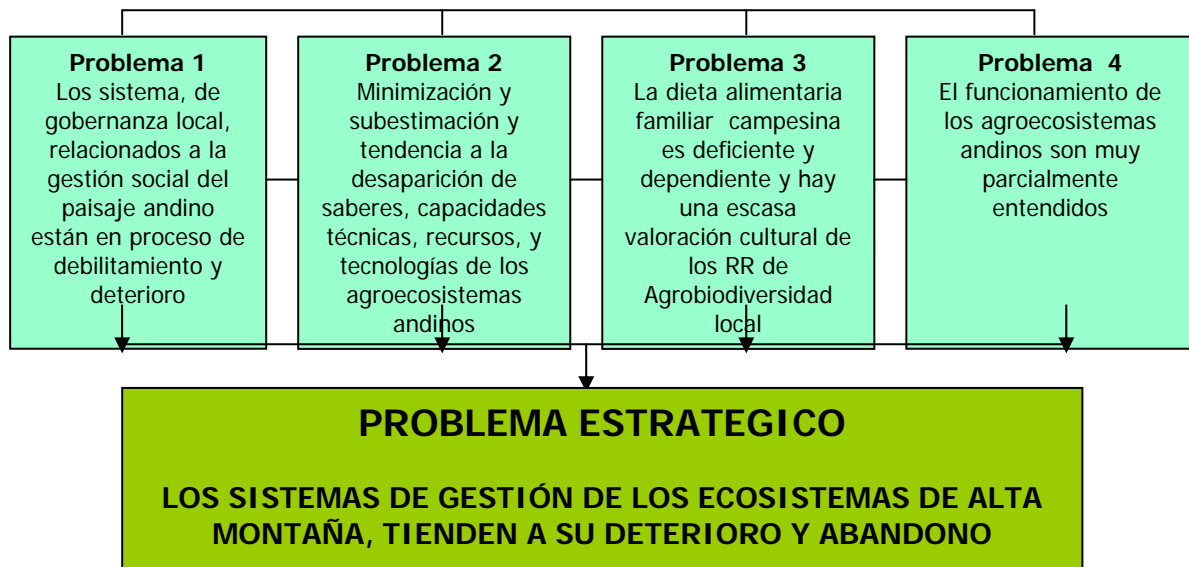 Problema 1
Los sistema, de
gobernanza local,
relacionados a la
gestión social del
paisaje andino
están en proceso de
debilitamiento y
deterioro
Problema 2
Minimización y
subestimación y
tendencia a la
desaparición de
saberes, capacidades
técnicas, recursos, y
tecnologías de los
agroecosistemas
andinos
Problema 3
La dieta alimentaria
familiar campesina
es deficiente y
dependiente y hay
una escasa
valoración cultural de
los RR de
Agrobiodiversidad
local
Problema 4
El funcionamiento de
los agroecosistemas
andinos son muy
parcialmente
entendidos
PROBLEMA ESTRATEGICO
LOS SISTEMAS DE GESTIÓN DE LOS ECOSISTEMAS DE ALTA
MONTAÑA, TIENDEN A SU DETERIORO Y ABANDONO